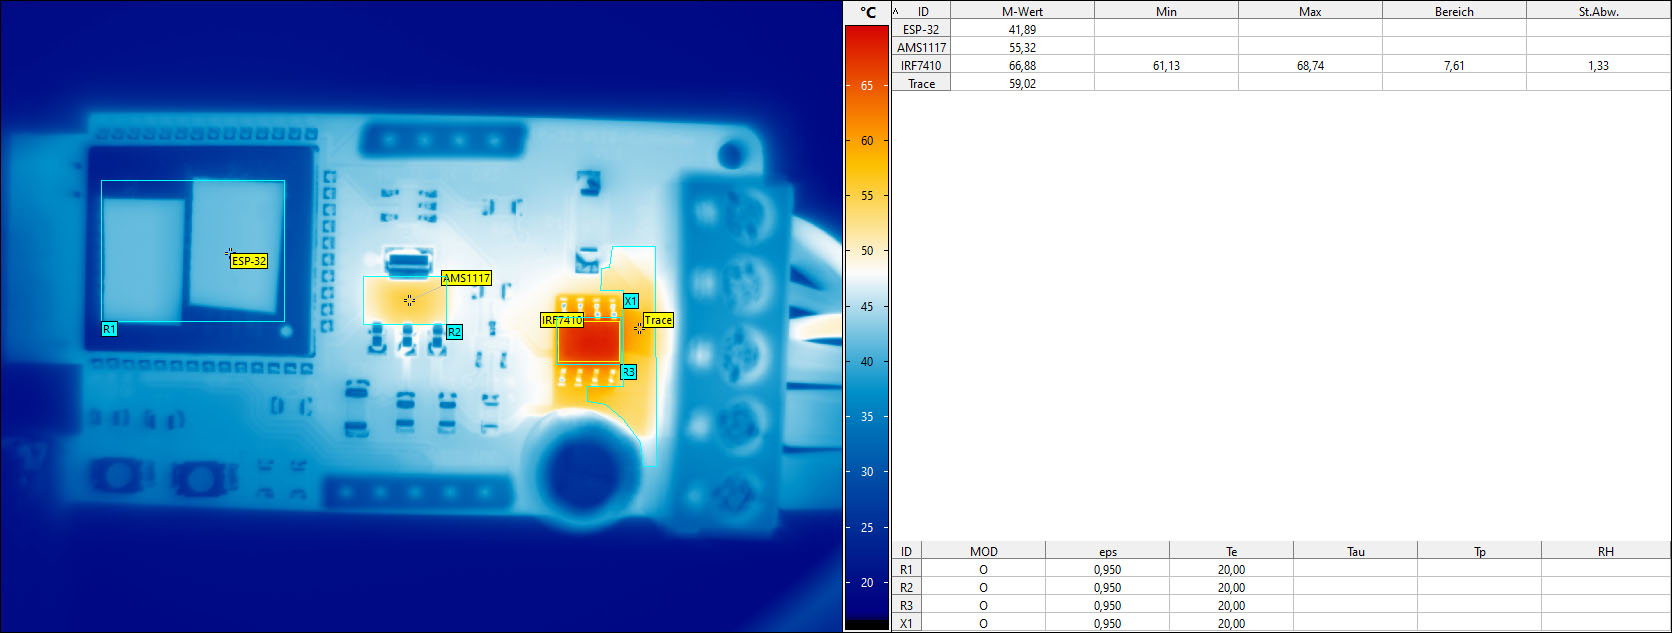 °C
65
60
55
50
45
40
35
30
25
20
ESP-32
R1
AMS1117
R2
X1
IRF7410
Trace
R3
^ ID M-Wert Min Max Bereich St.Abw.
ESP-32 41,89
AMS1117 55,32
IRF7410 66,88 61,13 68,74 7,61 1,33
Trace 59,02
ID MOD eps Te Tau Tp RH
R1 O 0,950 20,00
R2 O 0,950 20,00
R3 O 0,950 20,00
X1 O 0,950 20,00